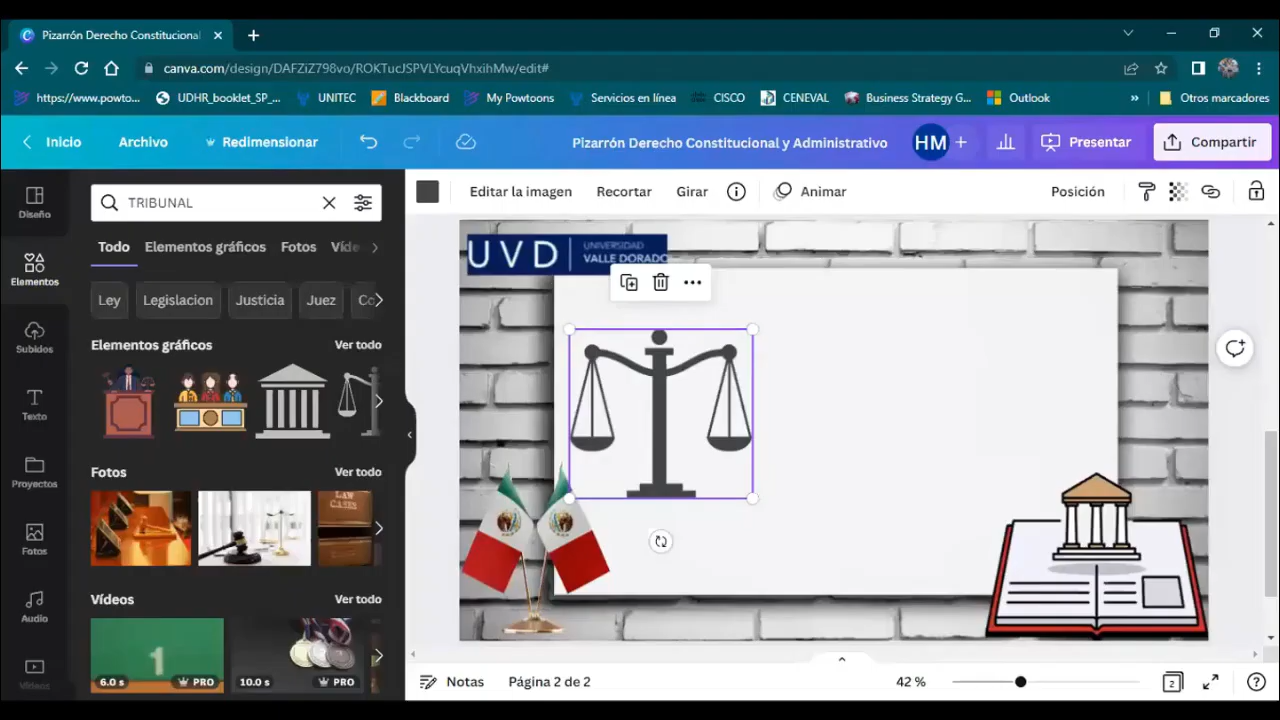 Pizarrón Derecho Constitucional
canva.com/design/DAFZiZ798vo/ROKTucJSPVLYcuqVhxihMw/edit#
https://www.powto...
UDHR_booklet_SP_...
UNITEC
Blackboard
My Powtoons
Servicios en línea
CISCO
CENEVAL
Business Strategy G...
Outlook
»
Otros marcadores
Inicio
Archivo
Redimensionar
Pizarrón Derecho Constitucional y Administrativo
HM
Presentar
Compartir
Diseño
Elementos
Subidos
Texto
Proyectos
Fotos
Audio
Vídeos
TRIBUNAL
Todo
Elementos gráficos
Fotos
Víde
Ley
Legislacion
Justicia
Juez
Co
Elementos gráficos
Ver todo
Fotos
Ver todo
LAW
CASES
Vídeos
Ver todo
1
6.0 s
PRO
10.0 s
PRO
Editar la imagen
Recortar
Girar
Animar
Posición
UVD
UNIVERSIDAD
VALLE DORADO
Notas
Página 2 de 2
42 %
2